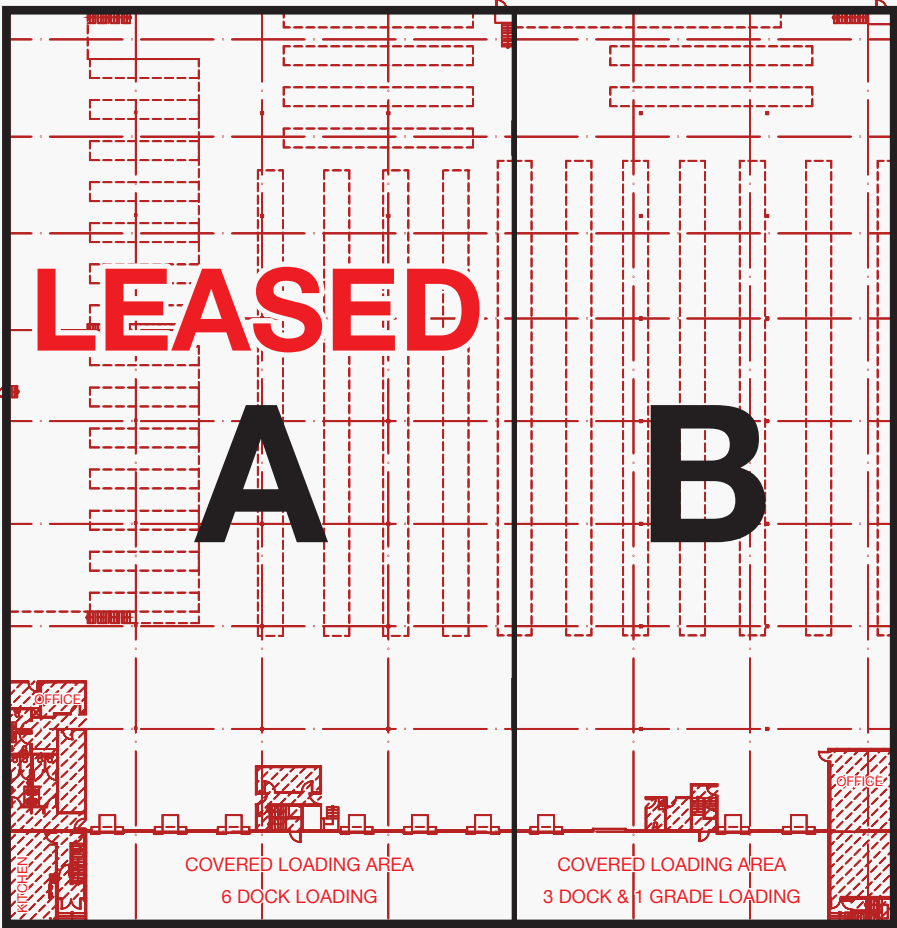 LEASED
A
B
OFFICE
OFFICE
KITCHEN
COVERED LOADING AREA
6 DOCK LOADING
COVERED LOADING AREA
3 DOCK & 1 GRADE LOADING